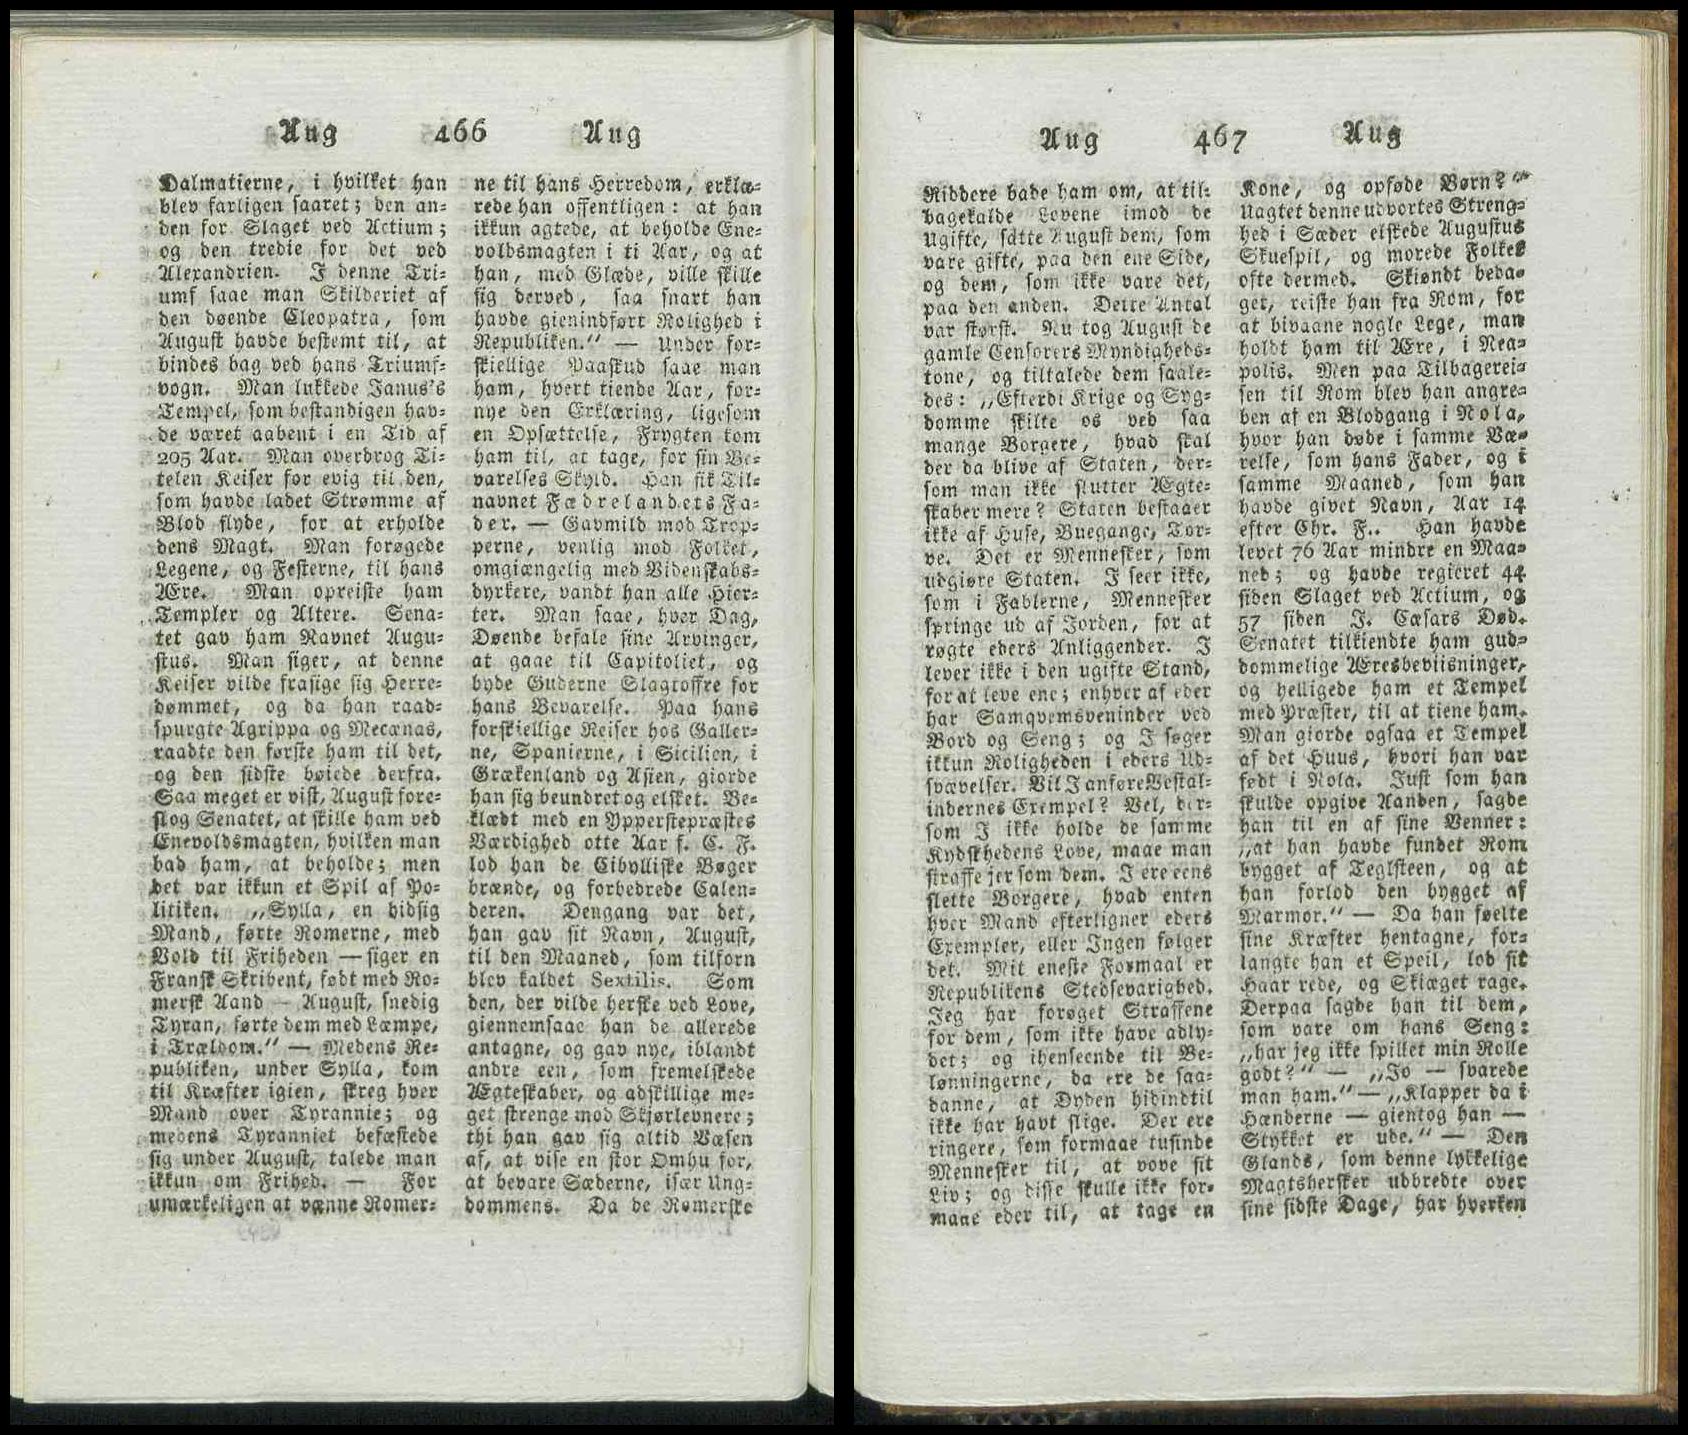 Aug 466 Aug
Dalmatierne, i hvilket han
blev farligen saaret; den an-
den for Slaget ved Actium;
og den tredie for det ved
Alexandrien. I denne Tri-
umf saae man Skilderiet af
den døende Cleopatra, som
August havde bestemt til, at
bindes bag ved hans Triumf-
vogn. Man lukkede Janus's
Tempel, som bestandigen hav-
de været aabent i en Tid af
205 Aar. Man overdrog Ti-
telen Keiser for evig til den,
som havde ladet Strømme af
Blod flyde, for at erholde
dens Magt. Man forøgede
Legene, og Festerne, til hans
Ære. Man opreiste ham
Templer og Altere. Sena-
tet gav ham Navnet Augu-
stus. Man siger, at denne
Keiser vilde frasige sig Herre-
dømmet, og da han raad-
spurgte Agrippa og Mecænas,
raadte den første ham til det,
og den sidste bøiede derfra.
Saa meget er vist, August fore-
slog Senatet, at skille ham ved
Enevoldsmagten, hvilken man
bad ham, at beholde; men
det var ikkun et Spil af Po-
litiken. „Sylla, en hidsig
Mand, førte Romerne, med
Vold til Friheden — siger en
Fransk Skribent, født med Ro-
mersk Aand — August, snedig
Tyran, førte dem med Læmpe,
i Trældom.“ — Medens Re-
publiken, under Sylla, kom
til Kræfter igien, skreg hver
Mand over Tyrannie; og
medens Tyranniet befæstede
sig under August, talede man
ikkun om Frihed. — For
umærkeligen at vænne Romer-
ne til hans Herredom, erklæ-
rede han offentligen: at han
ikkun agtede, at beholde Ene-
voldsmagten i ti Aar, og at
han, med Glæde, ville skille
sig derved, saa snart han
havde gienindført Rolighed i
Republiken.“ — Under for-
skiellige Paaskud saae man
ham, hvert tiende Aar, for-
nye den Erklæring, ligesom
en Opsættelse, Frygten kom
ham til, at tage, for sin Be-
varelses Skyld. Han fik Til-
navnet Fædrelandets Fa-
der. — Gavmild mod Trop-
perne, venlig mod Folket,
omgiængelig med Videnskabs-
dyrkere, vandt han alle Hier-
ter. Man saae, hver Dag,
Døende befale sine Arvinger,
at gaae til Capitoliet, og
byde Guderne Slagtoffre for
hans Bevarelse. Paa hans
forskiellige Reiser hos Galler-
ne, Spanierne, i Sicilien, i
Grækenland og Asien, giorde
han sig beundret og elsket. Be-
klædt med en Ypperstepræstes
Værdighed otte Aar f. C. F.
lod han de Cibylliske Bøger
brænde, og forbedrede Calen-
deren. Dengang var det,
han gav sit Navn, August,
til den Maaned, som tilforn
blev kaldet Sextilis. Som
den, der vilde herske ved Love,
giennemsaae han de allerede
antagne, og gav nye, iblandt
andre een, som fremelskede
Ægteskaber, og adskillige me-
get strenge mod Skjørlevnere;
thi han gav sig altid Væsen
af, at vise en stor Omhu for,
at bevare Sæderne, især Ung-
dommens. Da de Romerske
Aug 467 Aug
Riddere bade ham om, at til-
bagekalde Lovene imod de
Ugifte, satte August dem, som
vare gifte, paa den ene Side,
og dem, som ikke vare det,
paa den anden. Dette Antal
var størst. Nu tog August de
gamle Censorers Myndigheds-
tone, og tiltalede dem saale-
des: „Efterdi Krige og Syg-
domme skilte os ved saa
mange Borgere, hvad skal
der da blive af Staten, der-
som man ikke slutter Ægte-
skaber mere? Staten bestaaer
ikke af Huse, Buegange, Tor-
ve. Det er Mennesker, som
udgiøre Staten. I seer ikke,
som i Fablerne, Mennesker
springe ud af Jorden, for at
røgte eders Anliggender. I
lever ikke i den ugifte Stand,
for at leve ene; enhver af eder
har Samqvemsveninder ved
Bord og Seng; og I søger
ikkun Roligheden i eders Ud-
svævelser. Vil I anføre Vestal-
indernes Exempel? Vel, der-
som I ikke holde de samme
Kydskhedens Love, maae man
straffe jer som dem. I ere eens
slette Borgere, hvad enten
hver Mand efterligner eders
Exempler, eller Ingen følger
det. Mit eneste Formaal er
Republikens Stedsevarighed.
Jeg har forøget Straffene
for dem, som ikke have adly-
det; og ihenseende til Be-
lønningerne, da ere de saa-
danne, at Dyden hidindtil
ikke har havt slige. Der ere
ringere, som formaae tusinde
Mennesker til, at vove sit
Liv; og disse skulle ikke for-
maae eder til, at tage en
Kone, og opføde Børn?“
Uagtet denne udvortes Streng-
hed i Sæder elskede Augustus
Skuespil, og morede Folket
ofte dermed. Skiøndt beda-
get, reiste han fra Rom, for
at bivaane nogle Lege, man
holdt ham til Ære, i Nea-
polis. Men paa Tilbagerei-
sen til Rom blev han angre-
ben af en Blodgang i Nola,
hvor han døde i samme Væ-
relse, som hans Fader, og i
samme Maaned, som han
havde givet Navn, Aar 14
efter Chr. F.. Han havde
levet 76 Aar mindre en Maa-
ned; og havde regieret 44
siden Slaget ved Actium, og
57 siden J. Cæsars Død.
Senatet tilkiendte ham gud-
dommelige Æresbeviisninger,
og helligede ham et Tempel
med Præster, til at tiene ham.
Man giorde ogsaa et Tempel
af det Huus, hvori han var
født i Nola. Just som han
skulde opgive Aanden, sagde
han til en af sine Venner:
„at han havde fundet Rom
bygget af Teglsteen, og at
han forlod den bygget af
Marmor.“ — Da han føelte
sine Kræfter hentagne, for-
langte han et Speil, lod sit
Haar rede, og Skiæget rage.
Derpaa sagde han til dem,
som vare om hans Seng:
„har jeg ikke spillet min Rolle
godt?“ — „Jo — svarede
man ham.“ — „Klapper da i
Hænderne — gientog han —
Stykket er ude.“ — Den
Glands, som denne lykkelige
Magtshersker udbredte over
sine sidste Dage, har hverken